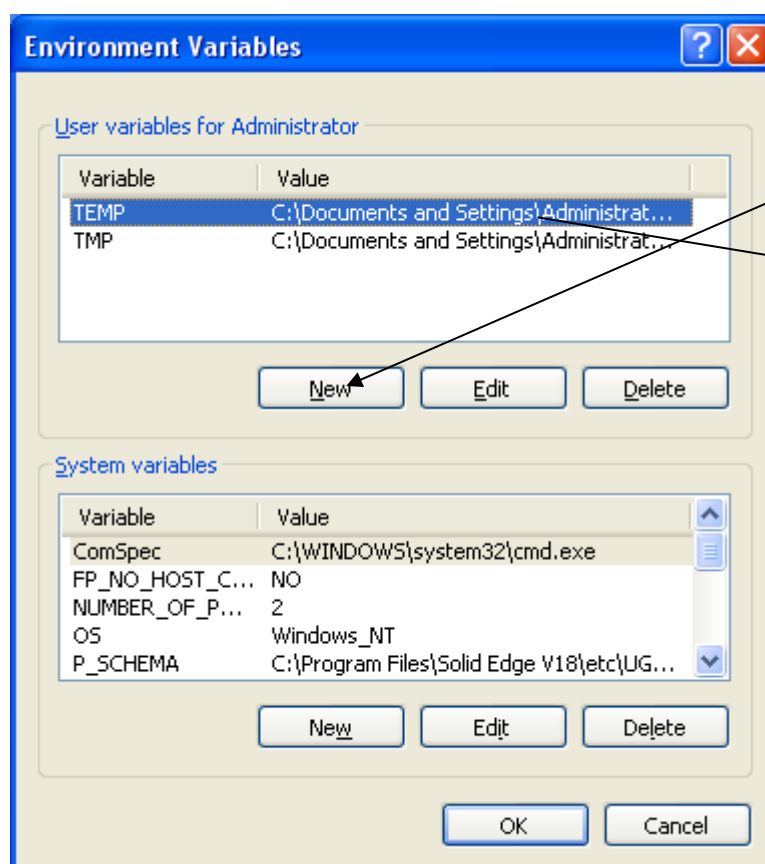 Environment Variables
User variables for Administrator
Variable Value
TEMP C:\Documents and Settings\Administrat...
TMP C:\Documents and Settings\Administrat...
New Edit Delete
System variables
Variable Value
ComSpec C:\WINDOWS\system32\cmd.exe
FP_NO_HOST_C... NO
NUMBER_OF_P... 2
OS Windows_NT
P_SCHEMA C:\Program Files\Solid Edge V18\etc\UG...
New Edit Delete
OK Cancel